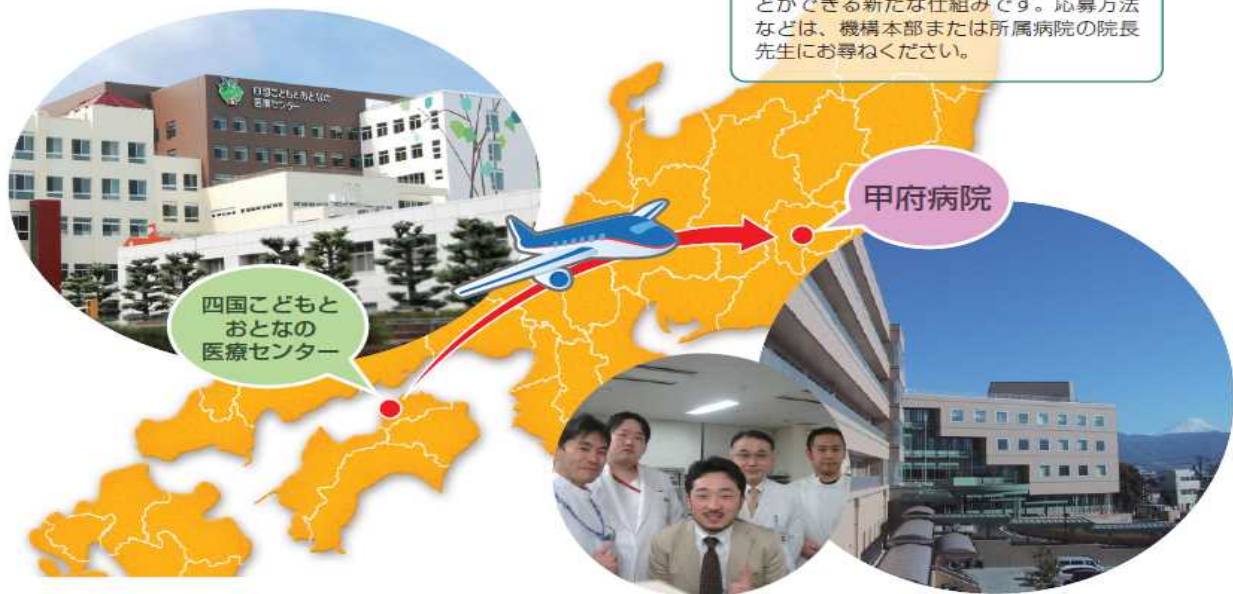 とができる新たな仕組みです。応募方法
などは、機構本部または所属病院の院長
先生にお尋ねください。
四国こどもとおとなの
医療センター
甲府病院
四国こどもと
おとなの
医療センター